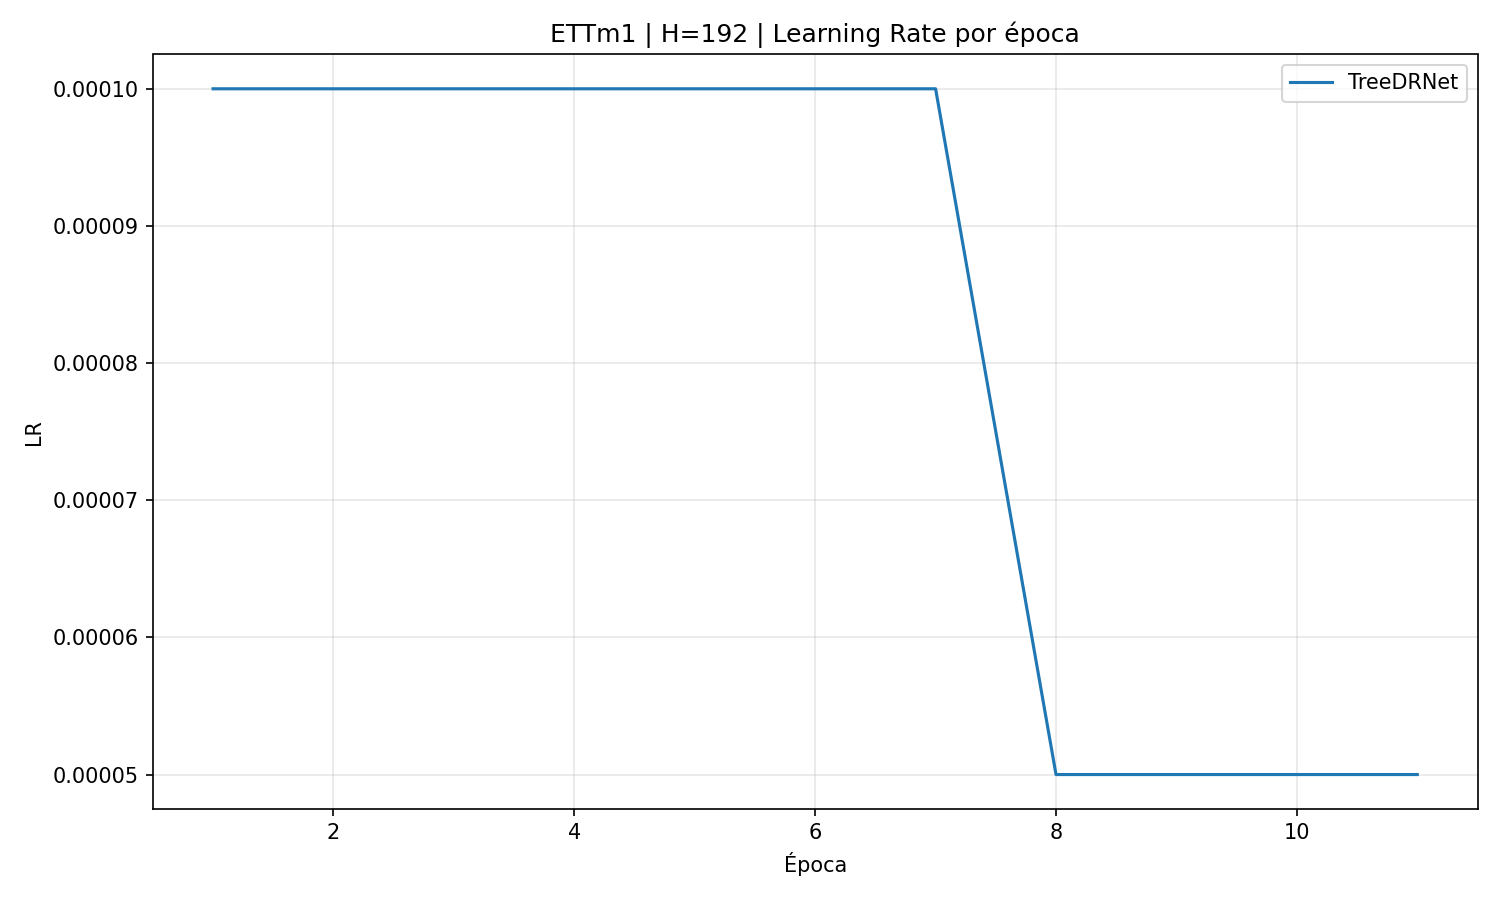 ETTm1 | H=192 | Learning Rate por época
TreeDRNet
0.00010
0.00009
0.00008
0.00007
0.00006
0.00005
LR
2 4 6 8 10
Época